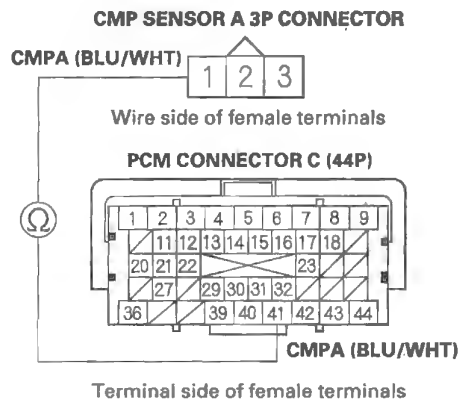 CMP SENSOR A 3P CONNECTOR
CMPA (BLU/WHT)
1 2 3
Wire side of female terminals
PCM CONNECTOR C (44P)
Ω
1 2 3 4 5 6 7 8 9
11 12 13 14 15 16 17 18
20 21 22 23
27 29 30 31 32
36 39 40 41 42 43 44
CMPA (BLU/WHT)
Terminal side of female terminals